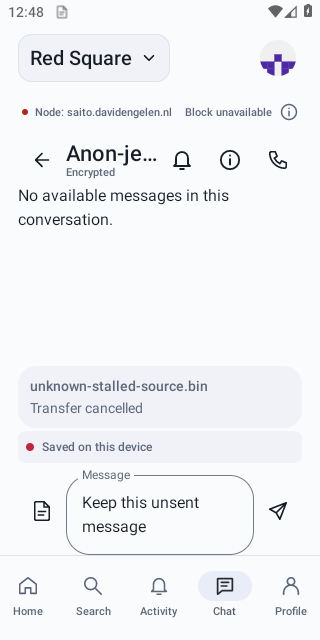 12:48
Red Square
Node: saito.davidengelen.nl Block unavailable
Anon-je...
Encrypted
No available messages in this
conversation.
unknown-stalled-source.bin
Transfer cancelled
Saved on this device
Message
Keep this unsent
message
Home Search Activity Chat Profile